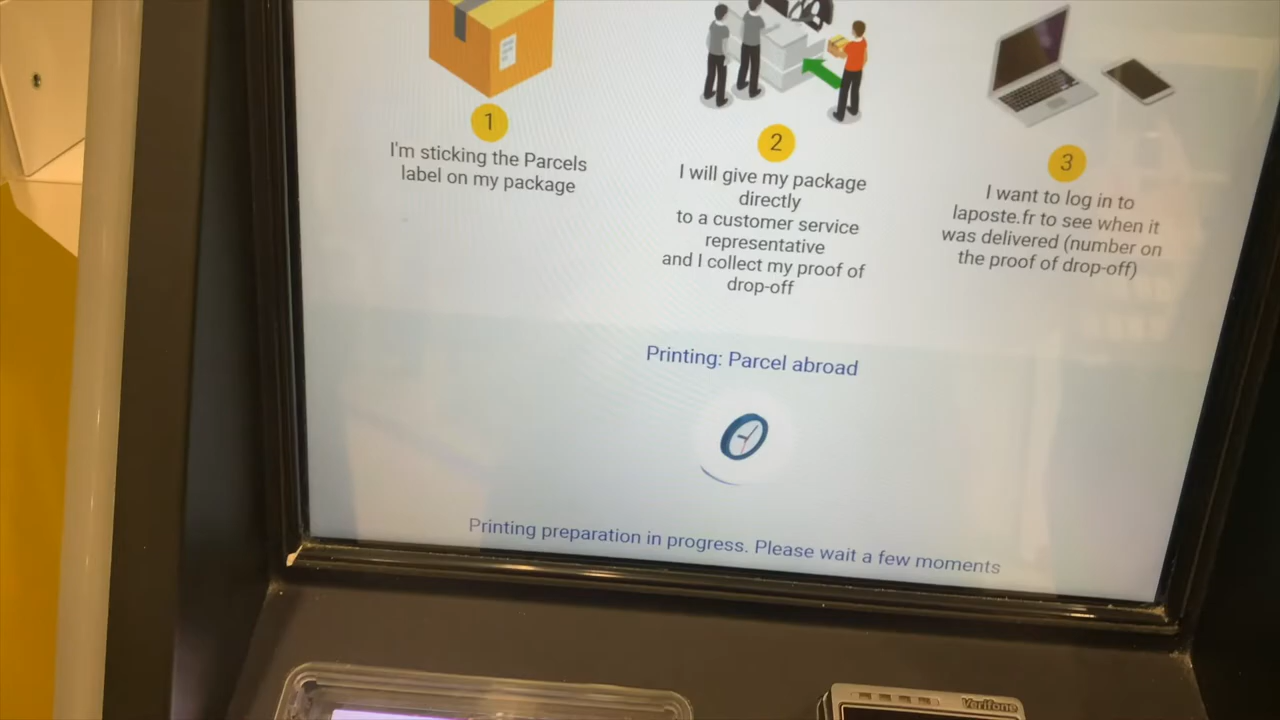 1
I'm sticking the Parcels
label on my package
2
I will give my package
directly
to a customer service
representative
and I collect my proof of
drop-off
3
I want to log in to
laposte.fr to see when it
was delivered (number on
the proof of drop-off)
Printing: Parcel abroad
Printing preparation in progress. Please wait a few moments
Verifone